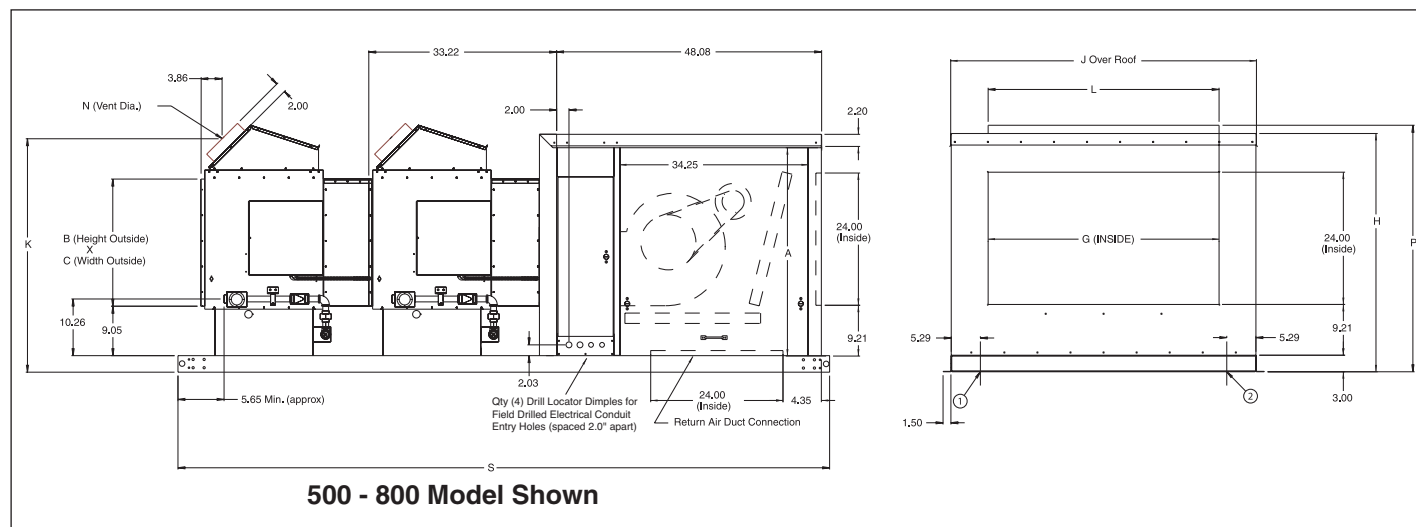 33.22
48.08
J Over Roof
3.86
N (Vent Dia.)
2.00
2.00
2.20
L
34.25
K
B (Height Outside)
X
C (Width Outside)
A
24.00
(Inside)
G (INSIDE)
24.00
(Inside)
H
P
10.26
9.05
9.21
5.29
9.21
5.29
2.03
5.65 Min. (approx)
Qty (4) Drill Locator Dimples for
Field Drilled Electrical Conduit
Entry Holes (spaced 2.0" apart)
24.00
(Inside)
4.35
Return Air Duct Connection
1
2
3.00
1.50
S
500 - 800 Model Shown